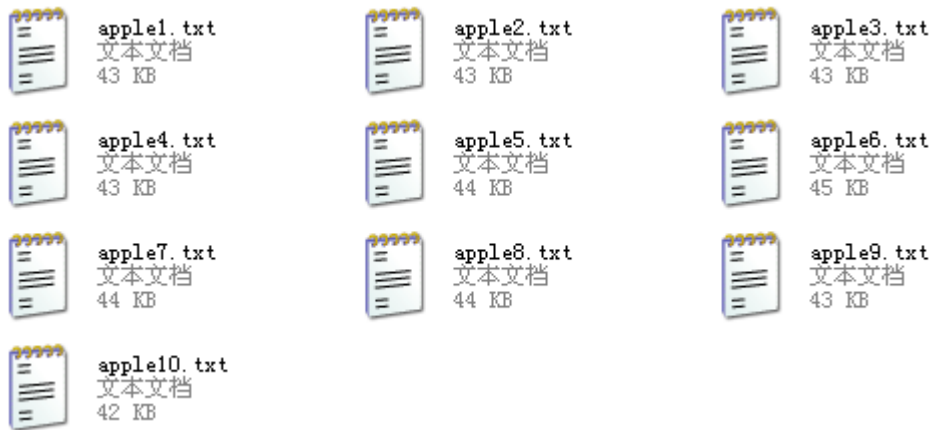 apple1.txt
文本文档
43 KB
apple2.txt
文本文档
43 KB
apple3.txt
文本文档
43 KB
apple4.txt
文本文档
43 KB
apple5.txt
文本文档
44 KB
apple6.txt
文本文档
45 KB
apple7.txt
文本文档
44 KB
apple8.txt
文本文档
44 KB
apple9.txt
文本文档
43 KB
apple10.txt
文本文档
42 KB